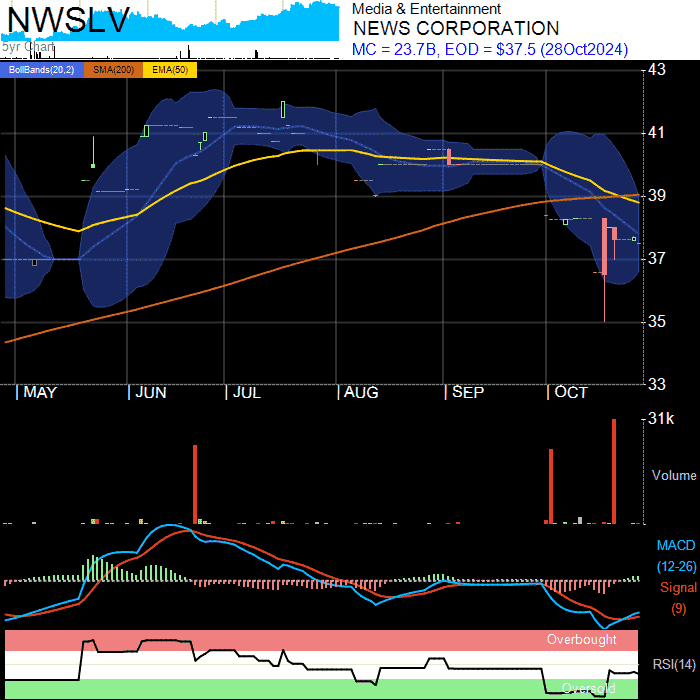 NWSLV
5yr Chart
Media & Entertainment
NEWS CORPORATION
MC = 23.7B, EOD = $37.5 (28Oct2024)
BollBands(20,2) SMA(200) EMA(50)
43
41
39
37
35
33
MAY JUN JUL AUG SEP OCT
31k
Volume
MACD
(12-26)
Signal
(9)
Overbought
RSI(14)
Oversold